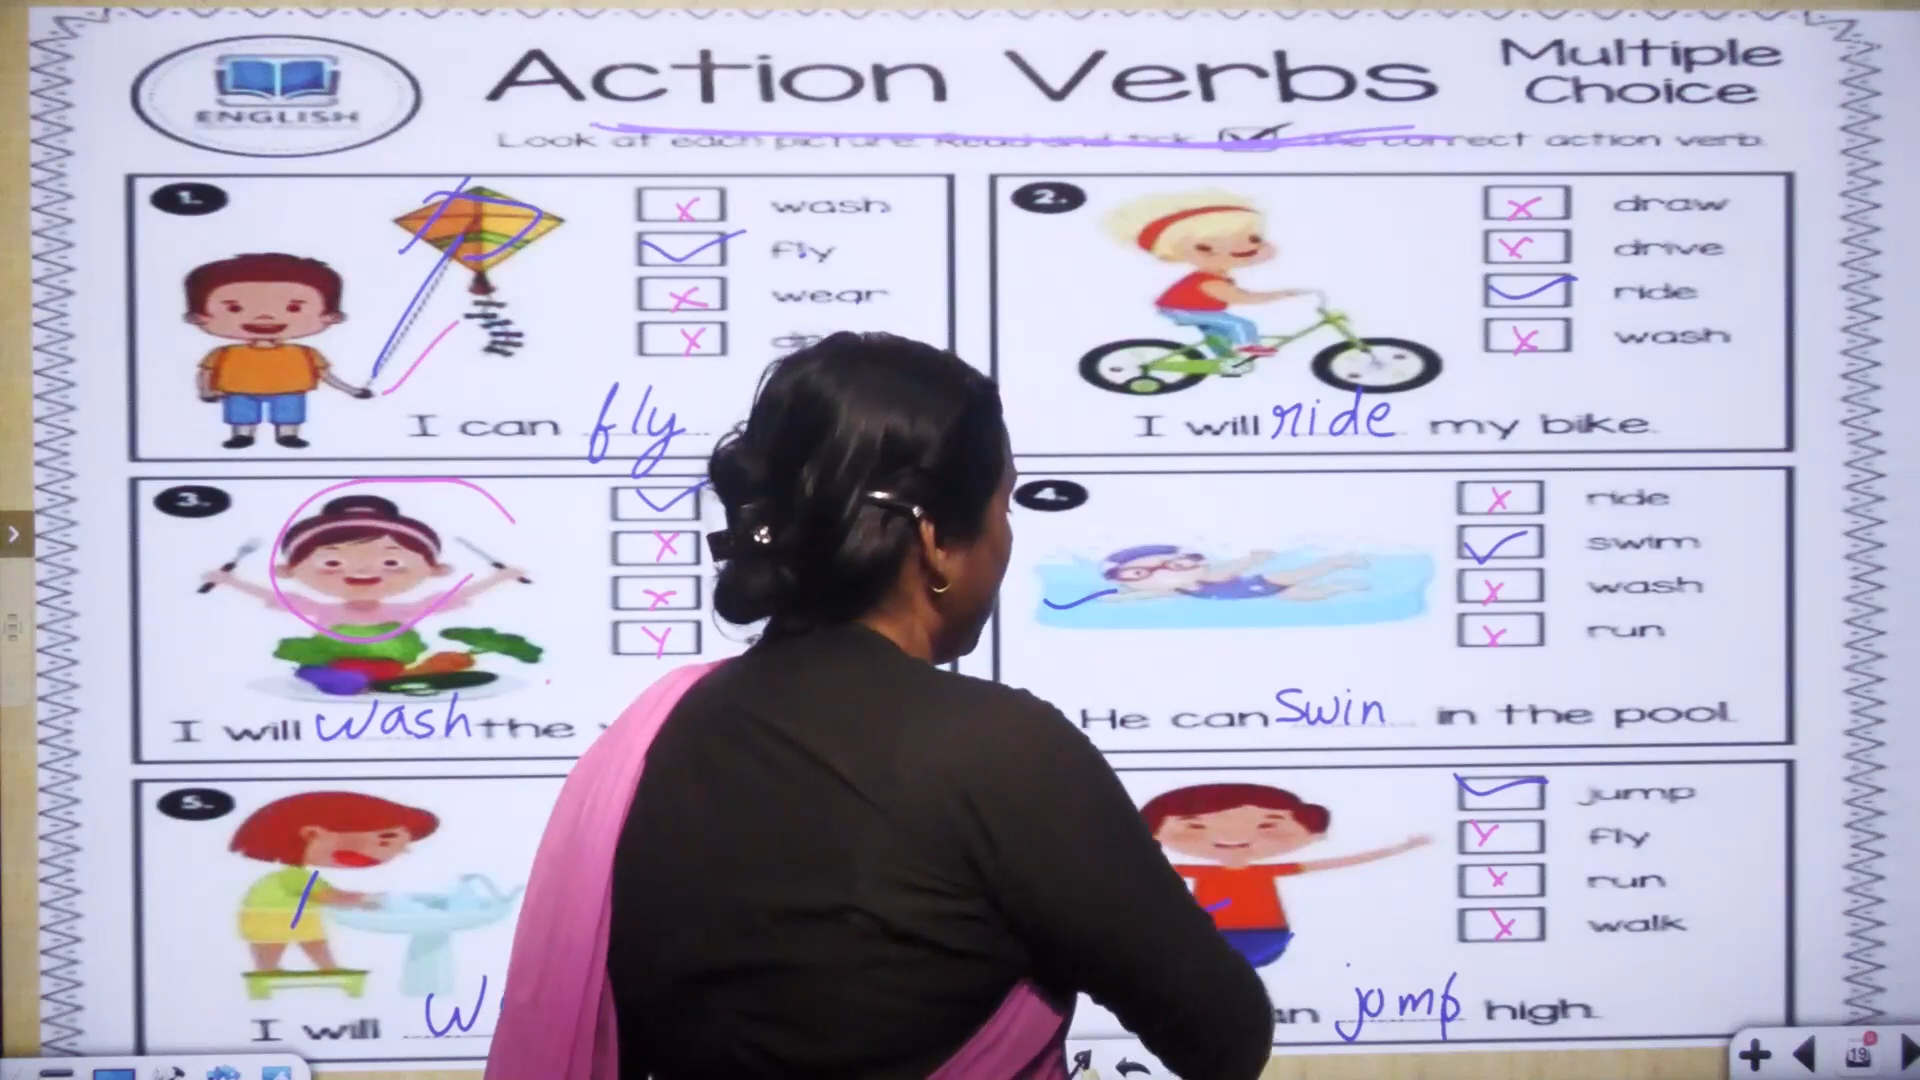 ENGLISH
Action Verbs
Multiple
Choice
Look at each picture. Read and tick the correct action verb.
1.
wash
fly
wear
I can fly
2.
draw
drive
ride
wash
I will ride my bike.
3.
I will wash the
4.
ride
swim
wash
run
He can swin in the pool.
5.
I will
jump
fly
run
walk
jump high.
19